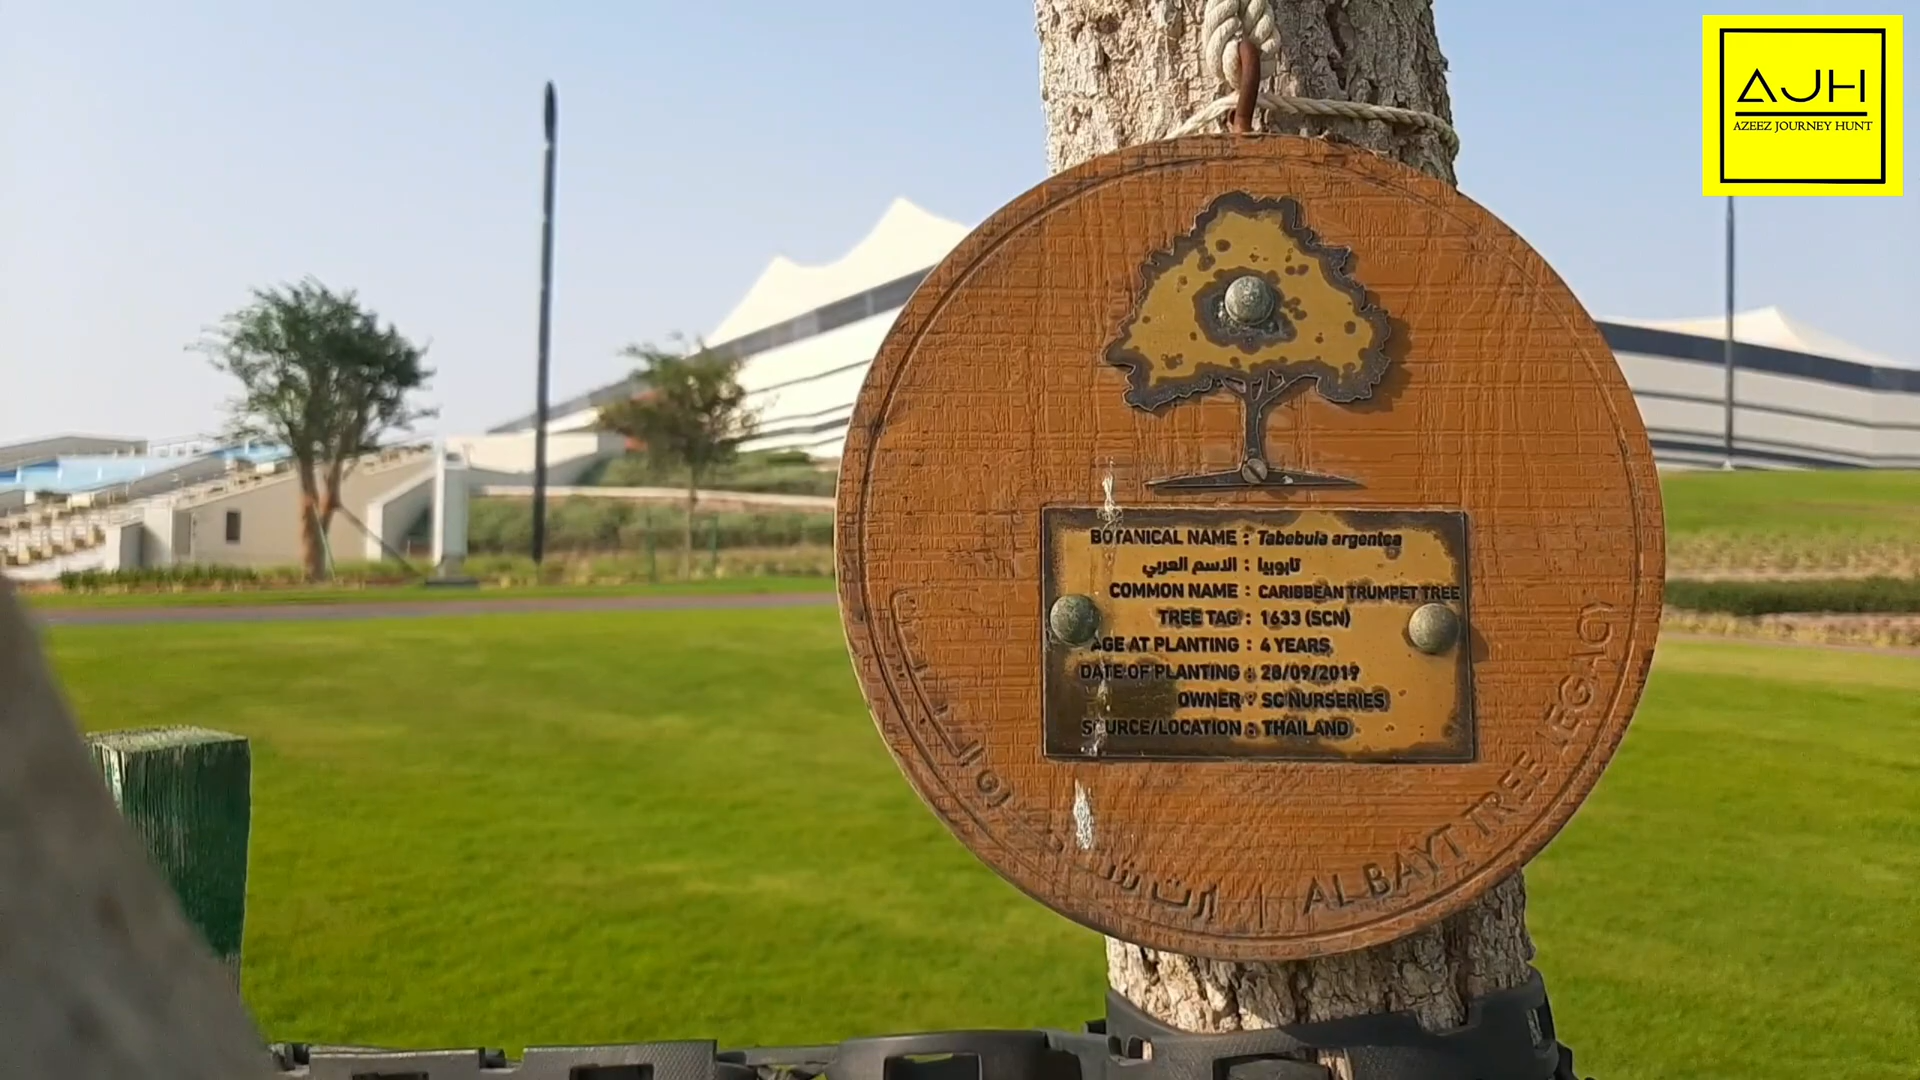 AJH
AZEEZ JOURNEY HUNT
BOTANICAL NAME : Tabebuia argentea
الاسم العربي : تابوبيا
COMMON NAME : CARIBBEAN TRUMPET TREE
TREE TAG : 1633 (SCN)
AGE AT PLANTING : 4 YEARS
DATE OF PLANTING : 28/09/2019
OWNER : SC NURSERIES
SOURCE/LOCATION : THAILAND
إرث | AL BAYT TREE LEGACY